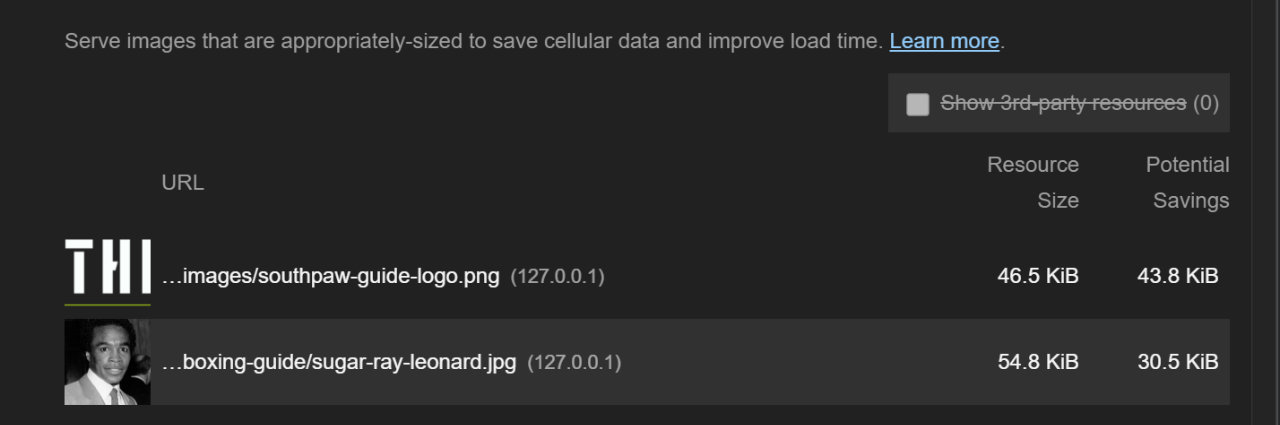 Serve images that are appropriately-sized to save cellular data and improve load time. Learn more.
Show 3rd-party resources (0)
URL
Resource Size
Potential Savings
THI
…images/southpaw-guide-logo.png (127.0.0.1)
46.5 KiB
43.8 KiB
…boxing-guide/sugar-ray-leonard.jpg (127.0.0.1)
54.8 KiB
30.5 KiB